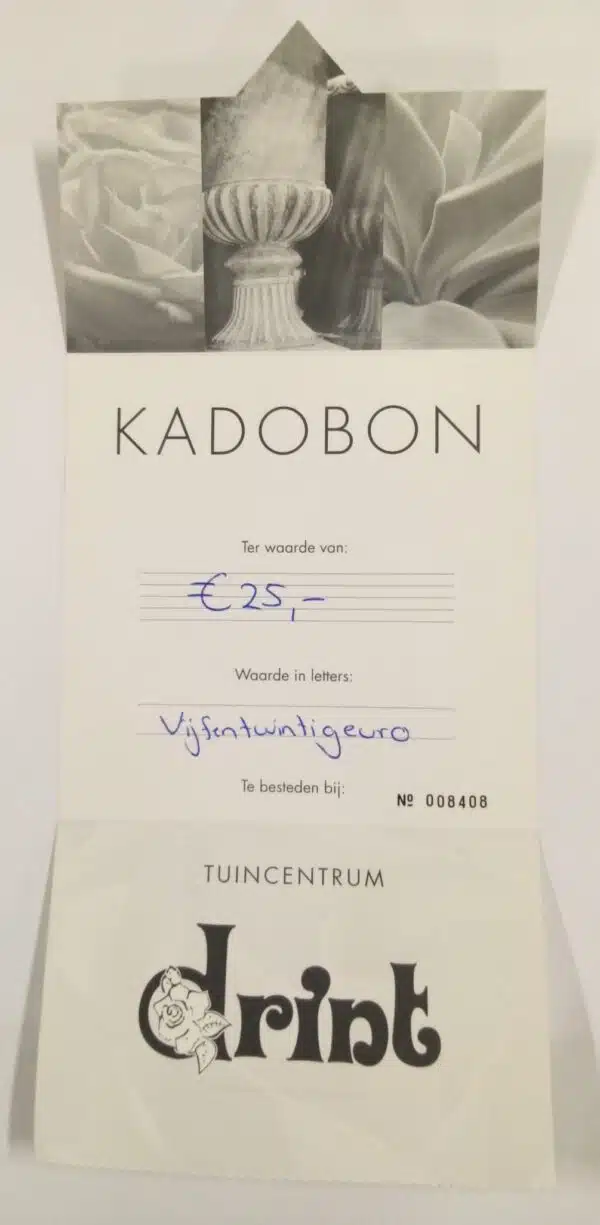 KADOBON
Ter waarde van:
€ 25,-
Waarde in letters:
Vijfentwintigeuro
Te besteden bij:
Nº 008408
TUINCENTRUM
drint